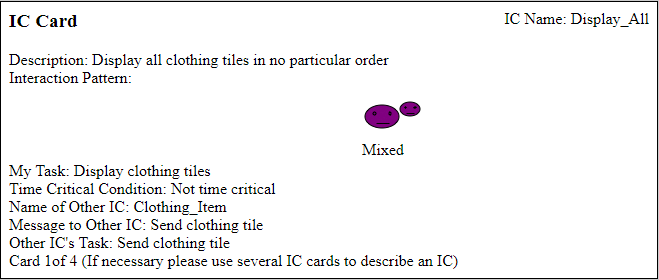 IC Card
IC Name: Display_All
Description: Display all clothing tiles in no particular order
Interaction Pattern:
Mixed
My Task: Display clothing tiles
Time Critical Condition: Not time critical
Name of Other IC: Clothing_Item
Message to Other IC: Send clothing tile
Other IC's Task: Send clothing tile
Card 1of 4 (If necessary please use several IC cards to describe an IC)